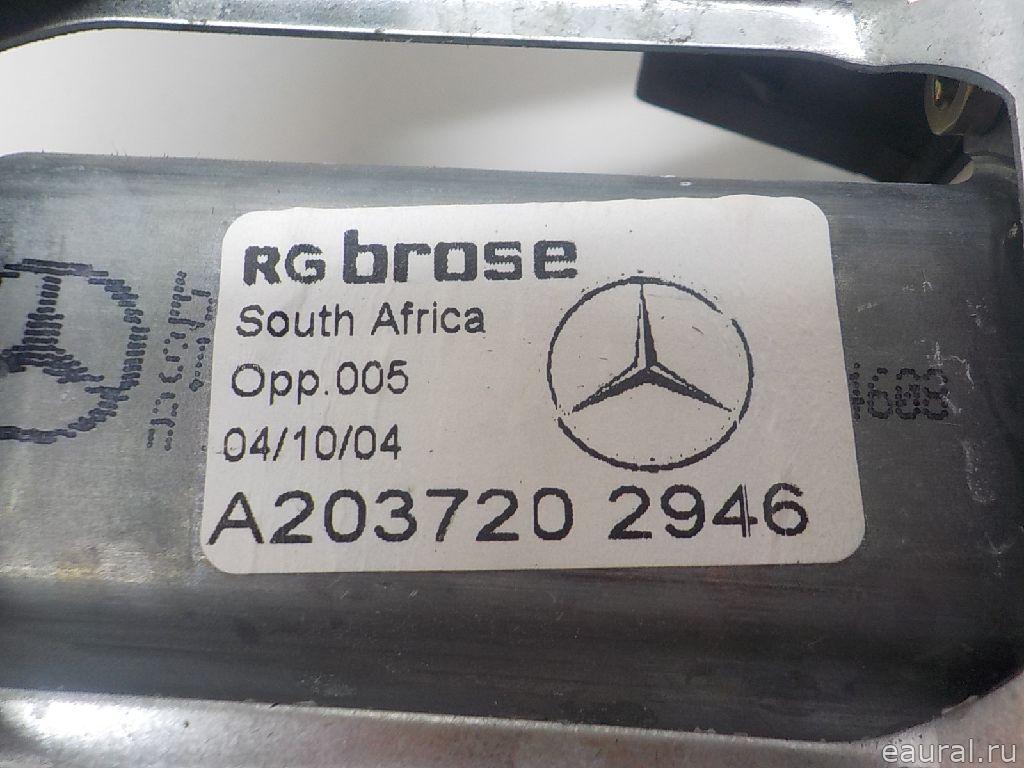 RG brose
South Africa
Opp.005
04/10/04
A203720 2946
eaural.ru